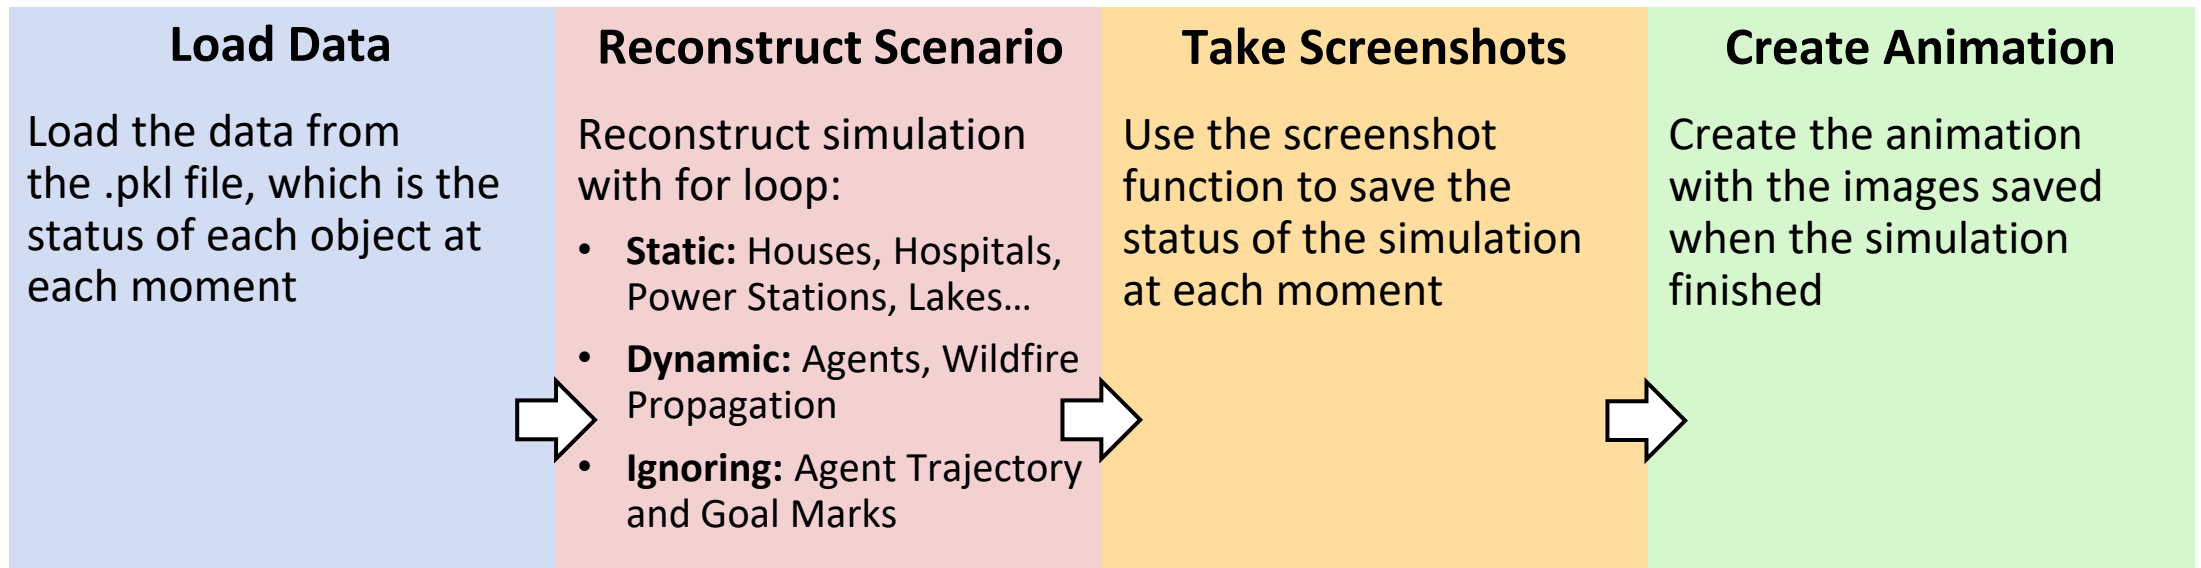 Load Data
Load the data from
the .pkl file, which is the
status of each object at
each moment
Reconstruct Scenario
Reconstruct simulation
with for loop:
• Static: Houses, Hospitals,
Power Stations, Lakes...
• Dynamic: Agents, Wildfire
Propagation
• Ignoring: Agent Trajectory
and Goal Marks
Take Screenshots
Use the screenshot
function to save the
status of the simulation
at each moment
Create Animation
Create the animation
with the images saved
when the simulation
finished